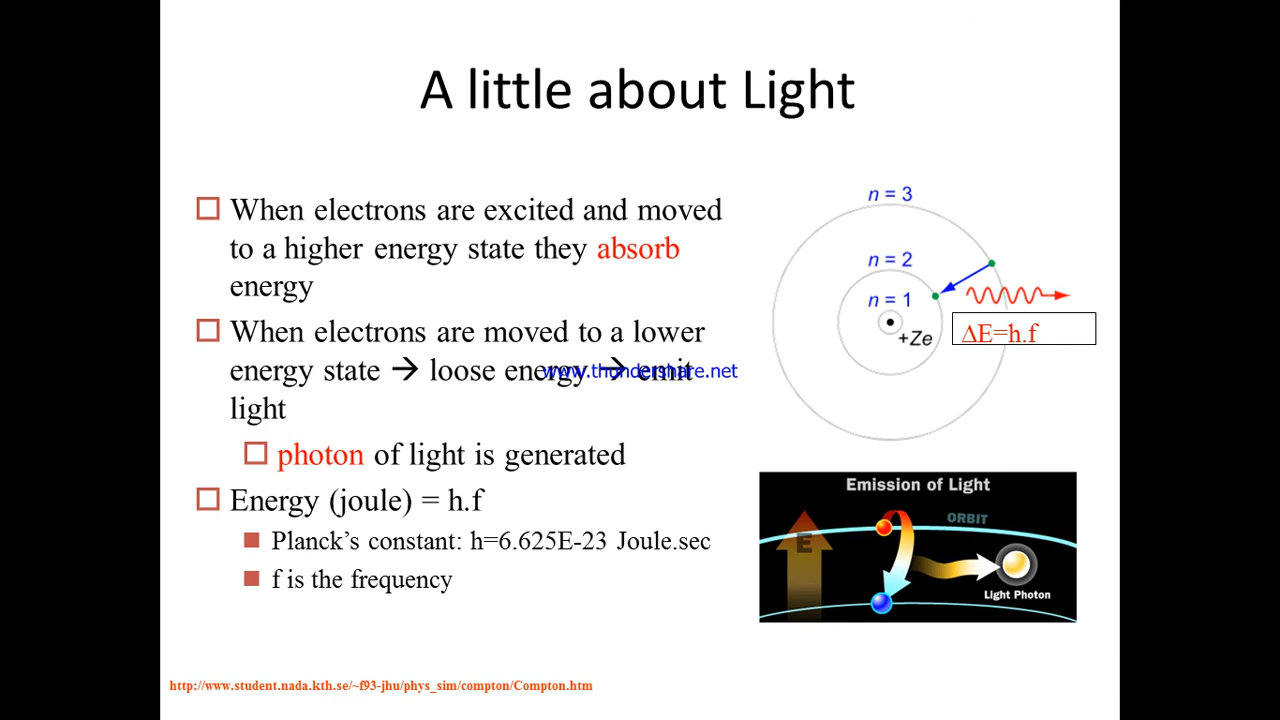 A little about Light
When electrons are excited and moved
to a higher energy state they absorb
energy
When electrons are moved to a lower
energy state → loose energy → emit
light
photon of light is generated
Energy (joule) = h.f
Planck's constant: h=6.625E-23 Joule.sec
f is the frequency
www.thundershare.net
n = 3
n = 2
n = 1
+Ze
ΔE=h.f
Emission of Light
ORBIT
E
Light Photon
http://www.student.nada.kth.se/~f93-jhu/phys_sim/compton/Compton.htm